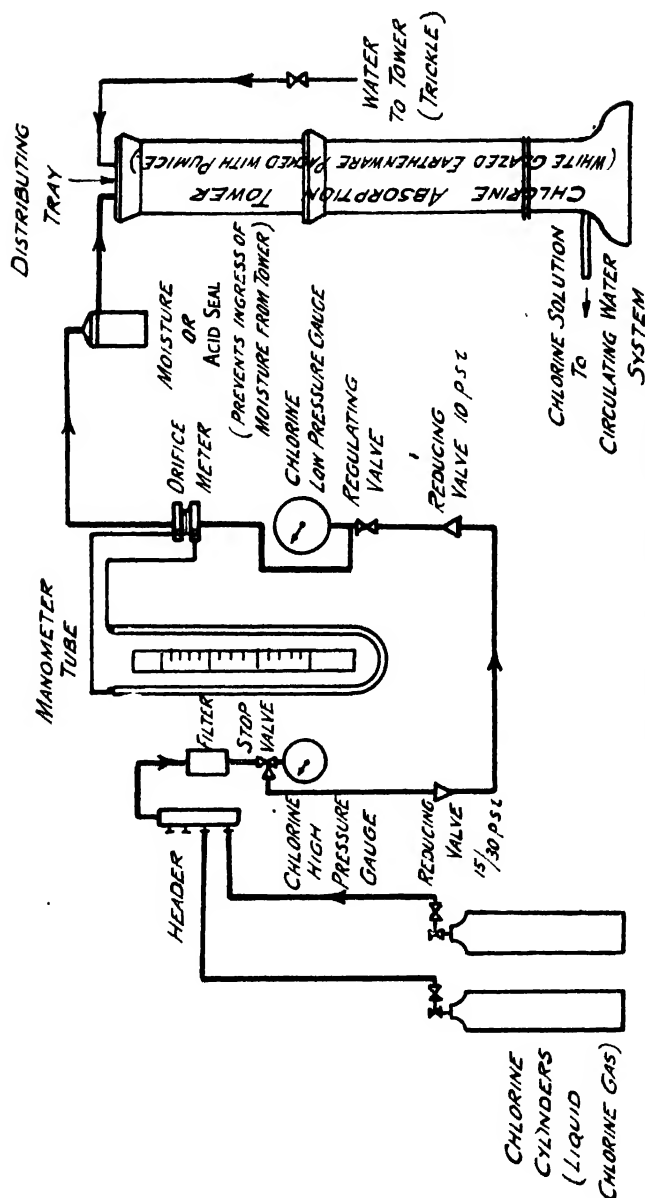 CHLORINE
CYLINDERS
(LIQUID
CHLORINE GAS)
HEADER
FILTER
STOP
VALVE
CHLORINE
HIGH
PRESSURE
GAUGE
REDUCING
VALVE
15/30 PSI
MANOMETER
TUBE
ORIFICE
METER
CHLORINE
LOW PRESSURE GAUGE
REGULATING
VALVE
REDUCING
VALVE 10 PSI
MOISTURE
OR
ACID SEAL
(PREVENTS INGRESS OF
MOISTURE FROM TOWER)
DISTRIBUTING
TRAY
CHLORINE ABSORPTION TOWER
(WHITE GLAZED EARTHENWARE PACKED WITH PUMICE)
WATER
TO TOWER
(TRICKLE)
CHLORINE SOLUTION
TO
CIRCULATING WATER
SYSTEM